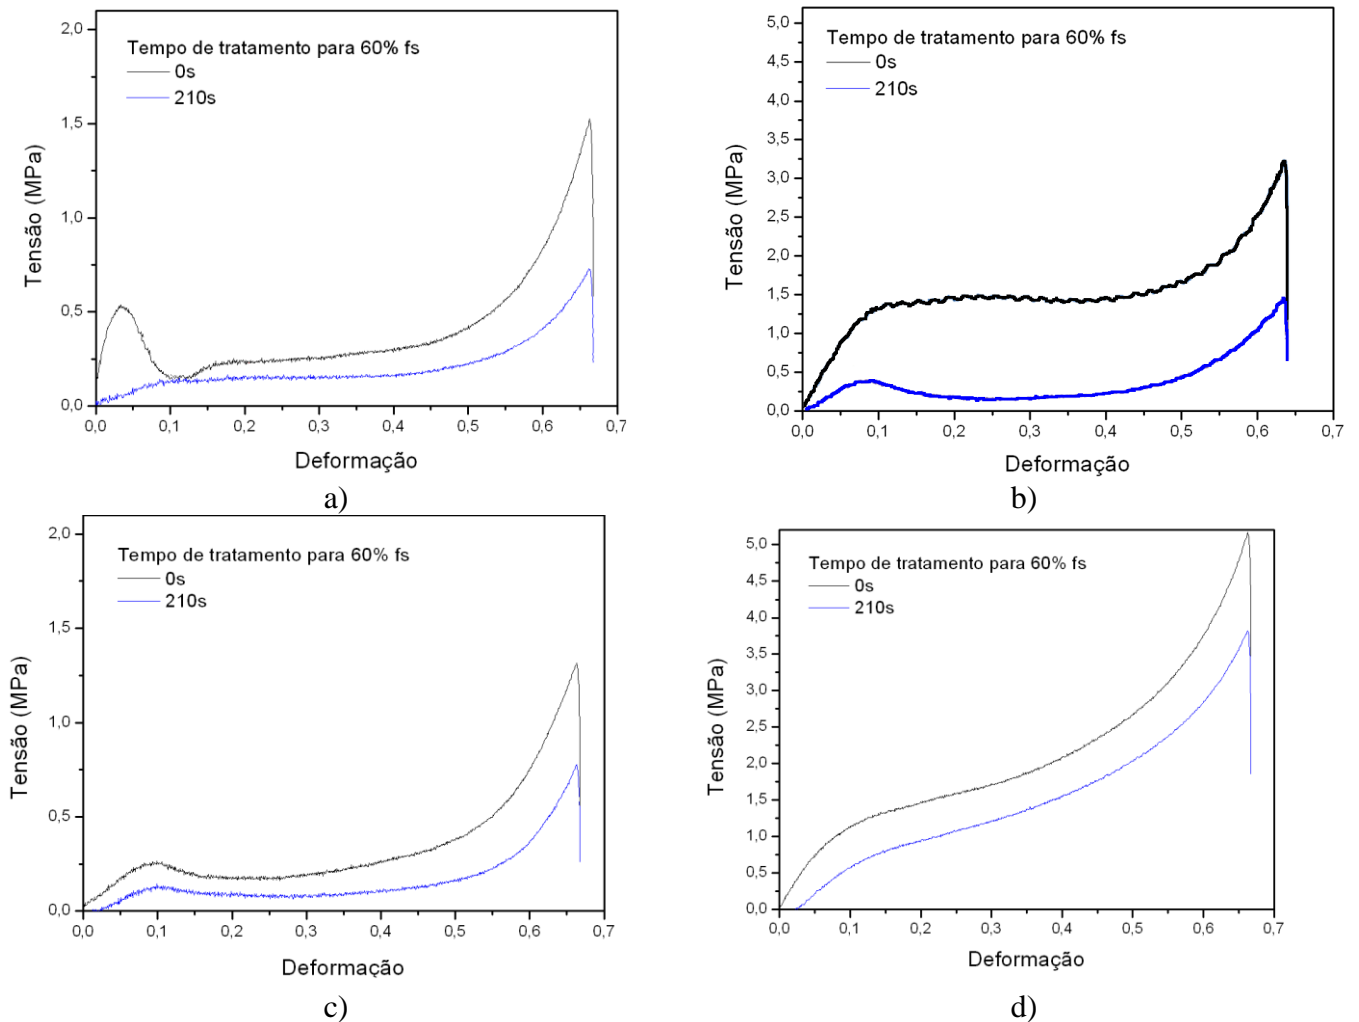 Tempo de tratamento para 60% fs
0s
210s
Tensão (MPa)
2,0
1,5
1,0
0,5
0,0
0,0 0,1 0,2 0,3 0,4 0,5 0,6 0,7
Deformação
a)
Tempo de tratamento para 60% fs
0s
210s
Tensão (MPa)
5,0
4,5
4,0
3,5
3,0
2,5
2,0
1,5
1,0
0,5
0,0
0,0 0,1 0,2 0,3 0,4 0,5 0,6 0,7
Deformação
b)
Tempo de tratamento para 60% fs
0s
210s
Tensão (MPa)
2,0
1,5
1,0
0,5
0,0
0,0 0,1 0,2 0,3 0,4 0,5 0,6 0,7
Deformação
c)
Tempo de tratamento para 60% fs
0s
210s
Tensão (MPa)
5,0
4,5
4,0
3,5
3,0
2,5
2,0
1,5
1,0
0,5
0,0
0,0 0,1 0,2 0,3 0,4 0,5 0,6 0,7
Deformação
d)